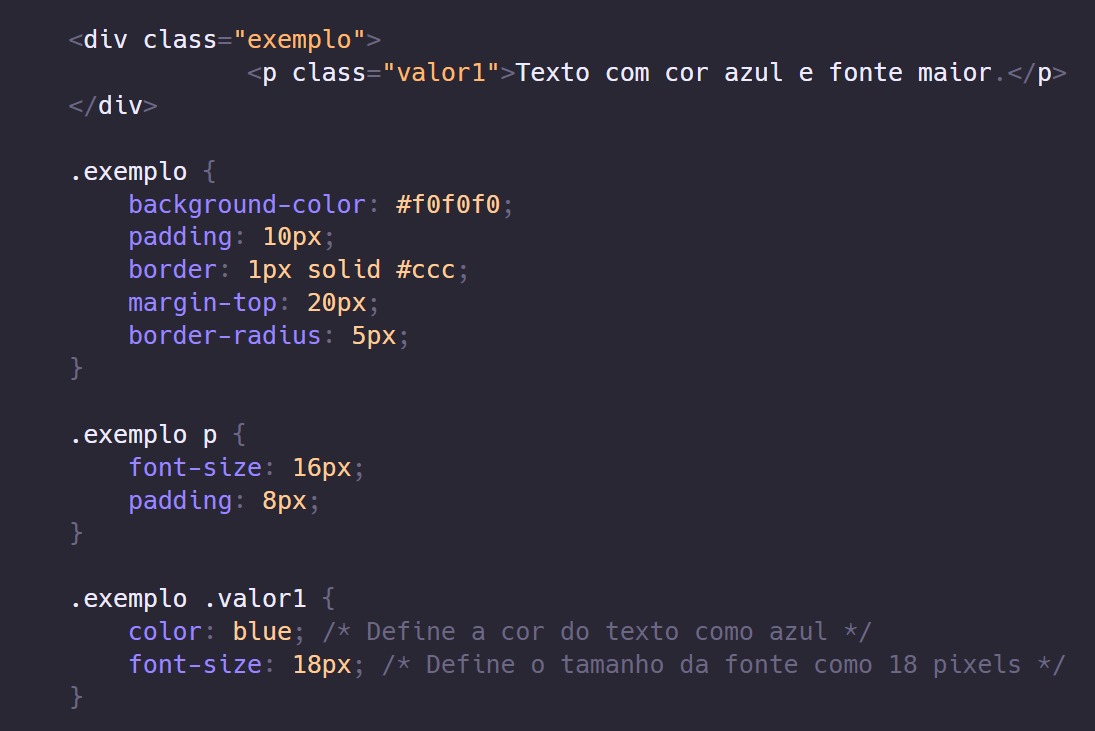 <div class="exemplo">
<p class="valor1">Texto com cor azul e fonte maior.</p>
</div>
.exemplo {
background-color: #f0f0f0;
padding: 10px;
border: 1px solid #ccc;
margin-top: 20px;
border-radius: 5px;
}
.exemplo p {
font-size: 16px;
padding: 8px;
}
.exemplo .valor1 {
color: blue; /* Define a cor do texto como azul */
font-size: 18px; /* Define o tamanho da fonte como 18 pixels */
}